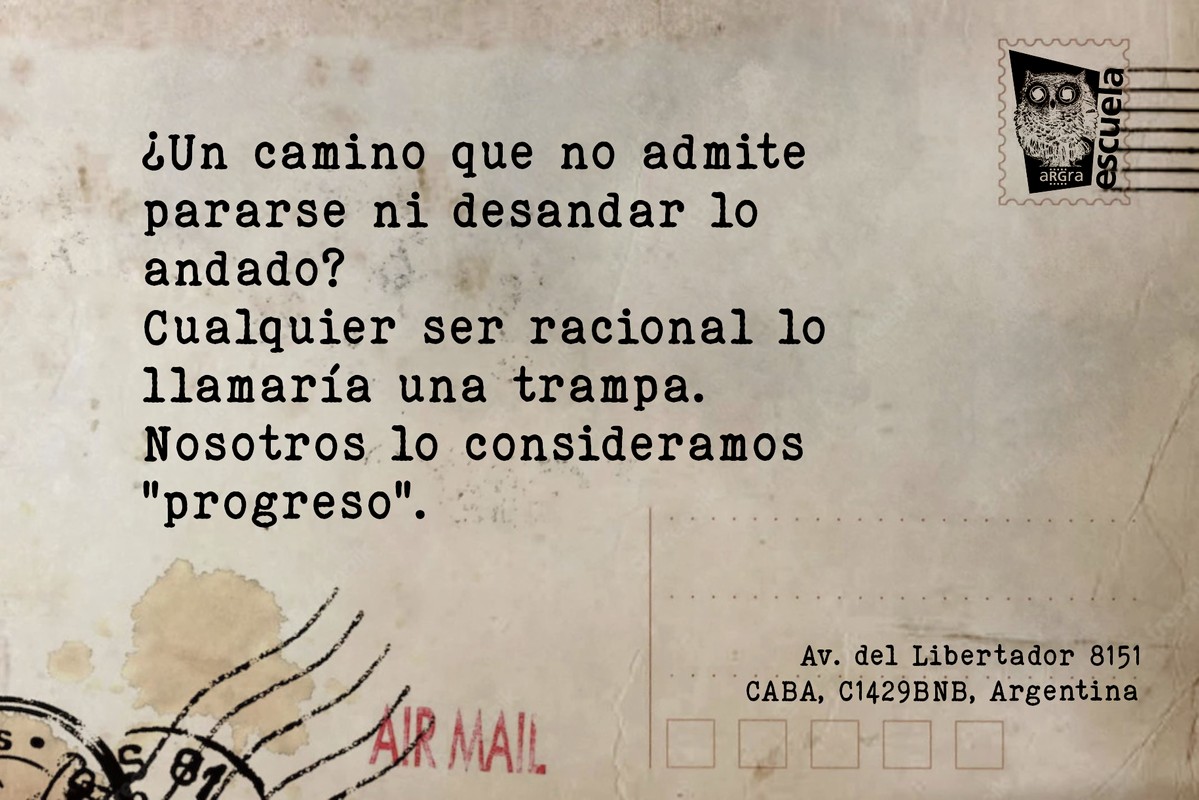 ¿Un camino que no admite
pararse ni desandar lo
andado?
Cualquier ser racional lo
llamaría una trampa.
Nosotros lo consideramos
"progreso".
aRGra
escuela
Av. del Libertador 8151
CABA, C1429BNB, Argentina
AIR MAIL
S 81